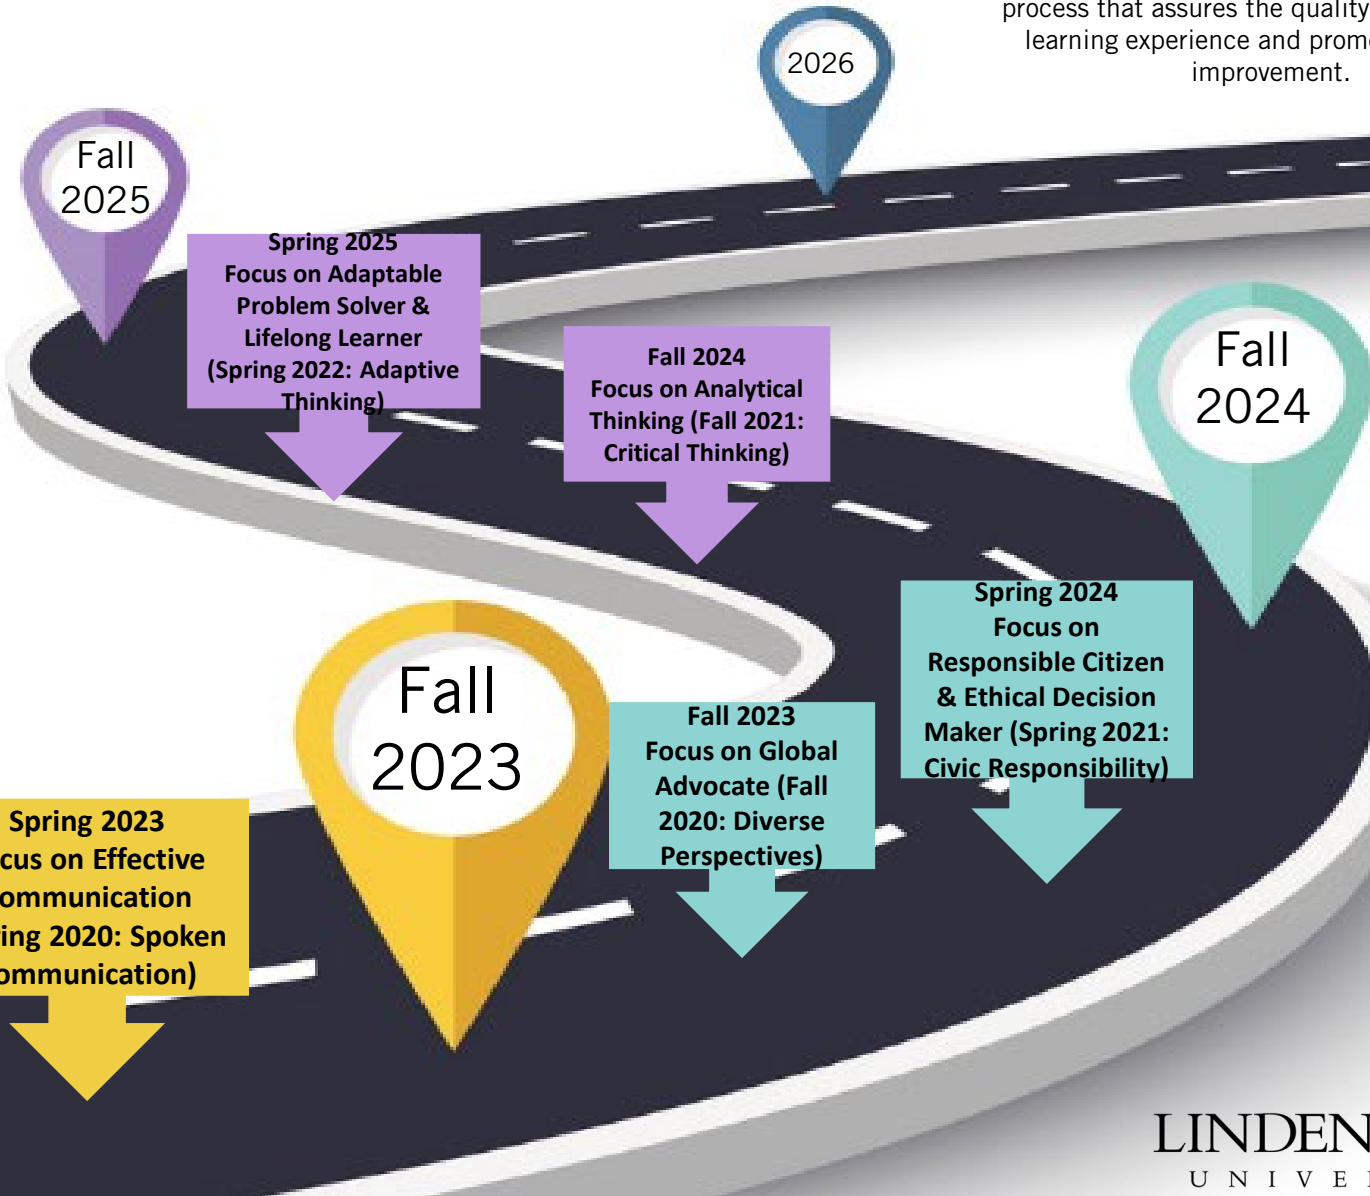 process that assures the quality
learning experience and prom
improvement.
2026
Fall
2025
Spring 2025
Focus on Adaptable
Problem Solver &
Lifelong Learner
(Spring 2022: Adaptive
Thinking)
Fall 2024
Focus on Analytical
Thinking (Fall 2021:
Critical Thinking)
Fall
2024
Spring 2024
Focus on
Responsible Citizen
& Ethical Decision
Maker (Spring 2021:
Civic Responsibility)
Fall
2023
Fall 2023
Focus on Global
Advocate (Fall
2020: Diverse
Perspectives)
Spring 2023
cus on Effective
ommunication
ing 2020: Spoken
ommunication)
LINDEN
UNIVE